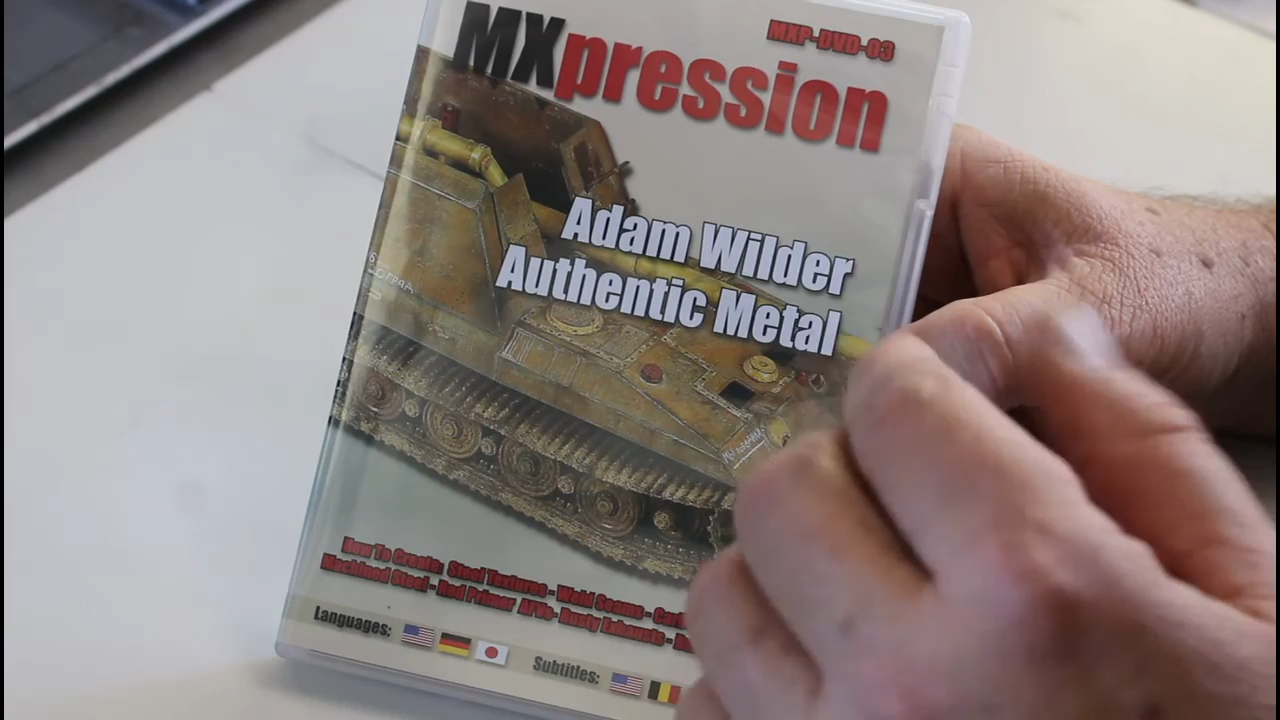 MXP-DVD-03
MXpression
Adam Wilder
Authentic Metal
How To Create: Steel Textures - Weld Seams -
Machined Steel - Red Primer AFVs - Rusty Exhausts -
Languages:
Subtitles: